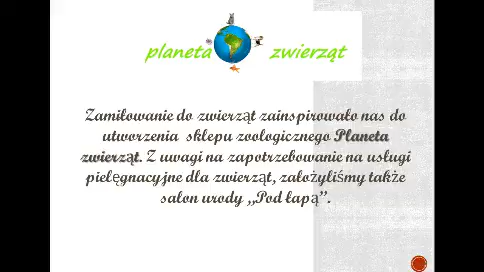 planeta zwierząt
Zamiłowanie do zwierząt zainspirowało nas do
utworzenia sklepu zoologicznego Planeta
zwierząt. Z uwagi na zapotrzebowanie na usługi
pielęgnacyjne dla zwierząt, założyliśmy także
salon urody „Pod łapą”.